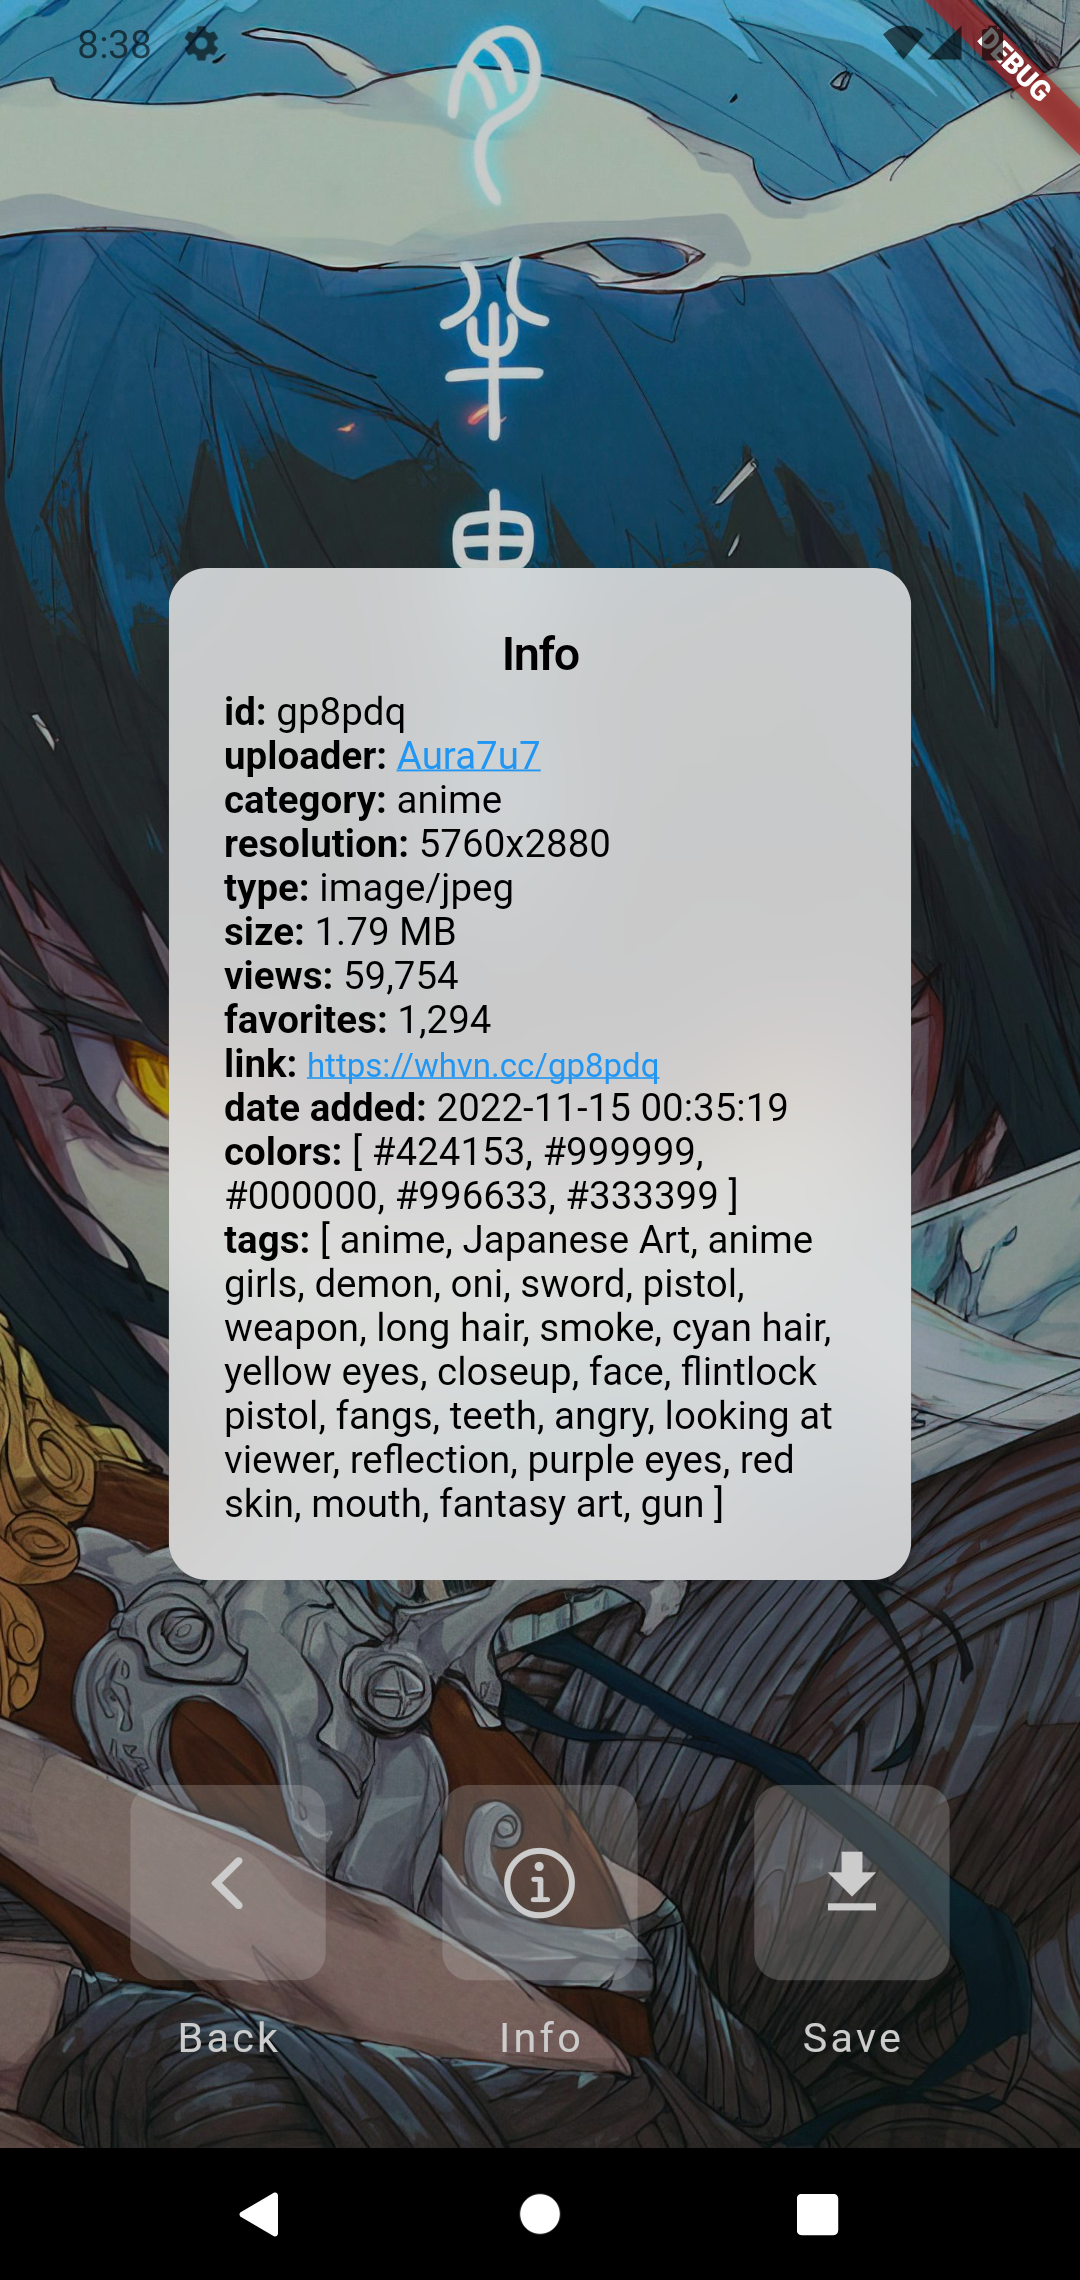 8:38
DEBUG
由
Info
id: gp8pdq
uploader: Aura7u7
category: anime
resolution: 5760x2880
type: image/jpeg
size: 1.79 MB
views: 59,754
favorites: 1,294
link: https://whvn.cc/gp8pdq
date added: 2022-11-15 00:35:19
colors: [ #424153, #999999,
#000000, #996633, #333399 ]
tags: [ anime, Japanese Art, anime
girls, demon, oni, sword, pistol,
weapon, long hair, smoke, cyan hair,
yellow eyes, closeup, face, flintlock
pistol, fangs, teeth, angry, looking at
viewer, reflection, purple eyes, red
skin, mouth, fantasy art, gun ]
Back Info Save